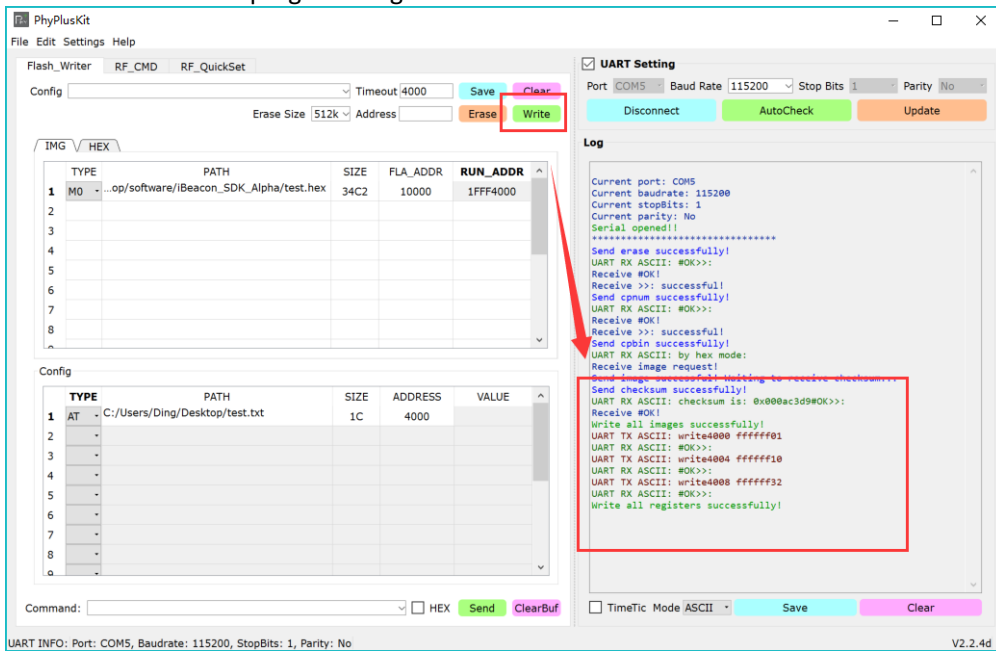 PhyPlusKit
File Edit Settings Help
Flash_Writer RF_CMD RF_QuickSet
Config Timeout 4000 Save Clear
Erase Size 512k Address Erase Write
IMG HEX
TYPE PATH SIZE FLA_ADDR RUN_ADDR
1 M0 ...op/software/iBeacon_SDK_Alpha/test.hex 34C2 10000 1FFF4000
2
3
4
5
6
7
8
Config
TYPE PATH SIZE ADDRESS VALUE
1 AT C:/Users/Ding/Desktop/test.txt 1C 4000
2
3
4
5
6
7
8
9
Command: HEX Send ClearBuf
UART Setting
Port COM5 Baud Rate 115200 Stop Bits 1 Parity No
Disconnect AutoCheck Update
Log
Current port: COM5
Current baudrate: 115200
Current stopBits: 1
Current parity: No
Serial opened!!
********************************
Send erase successfully!
UART RX ASCII: #OK>>:
Receive #OK!
Receive >>: successful!
Send cpnum successfully!
UART RX ASCII: #OK>>:
Receive #OK!
Receive >>: successful!
Send cpbin successfully!
UART RX ASCII: by hex mode:
Receive image request!
Send image successful! Waiting to receive checksum...
Send checksum successfully!
UART RX ASCII: checksum is: 0x000ac3d9#OK>>:
Receive #OK!
Write all images successfully!
UART TX ASCII: write4000 ffffff01
UART RX ASCII: #OK>>:
UART TX ASCII: write4004 ffffff10
UART RX ASCII: #OK>>:
UART TX ASCII: write4008 ffffff32
UART RX ASCII: #OK>>:
Write all registers successfully!
TimeTic Mode ASCII Save Clear
UART INFO: Port: COM5, Baudrate: 115200, StopBits: 1, Parity: No V2.2.4d